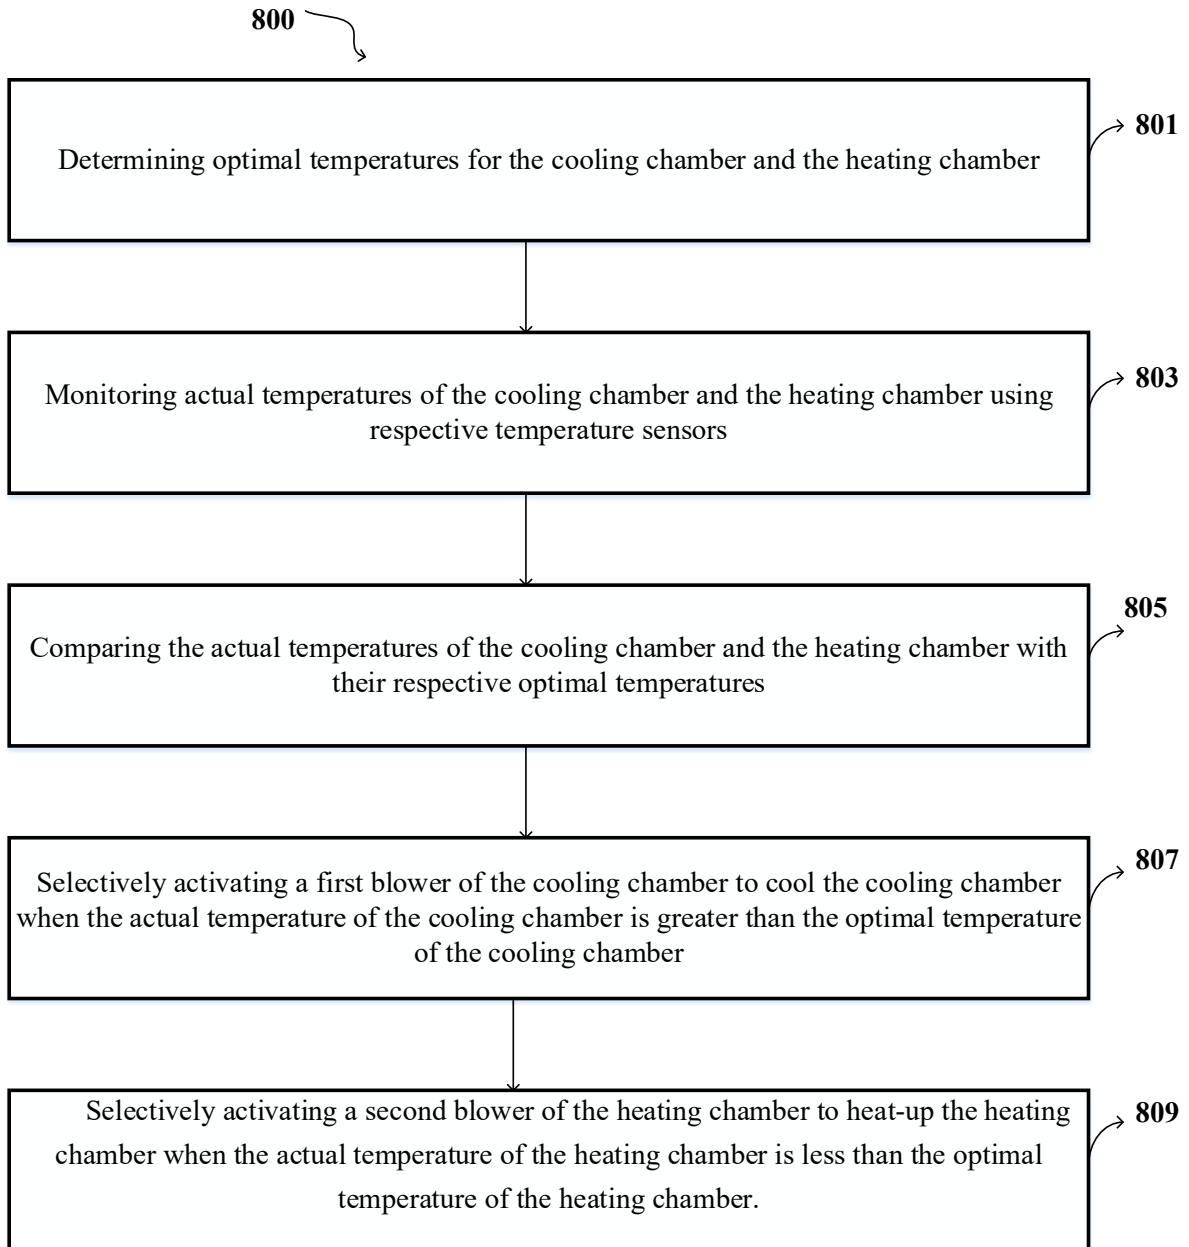 800
Determining optimal temperatures for the cooling chamber and the heating chamber
801
Monitoring actual temperatures of the cooling chamber and the heating chamber using
respective temperature sensors
803
Comparing the actual temperatures of the cooling chamber and the heating chamber with
their respective optimal temperatures
805
Selectively activating a first blower of the cooling chamber to cool the cooling chamber
when the actual temperature of the cooling chamber is greater than the optimal temperature
of the cooling chamber
807
Selectively activating a second blower of the heating chamber to heat-up the heating
chamber when the actual temperature of the heating chamber is less than the optimal
temperature of the heating chamber.
809